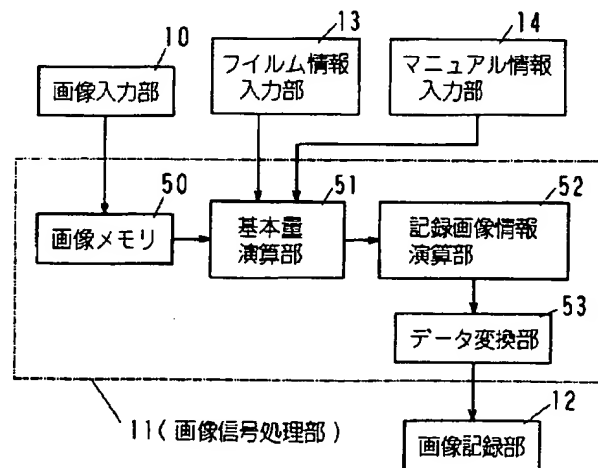 10
画像入力部
13
フイルム情報
入力部
14
マニュアル情報
入力部
50
画像メモリ
51
基本量
演算部
52
記録画像情報
演算部
53
データ変換部
11(画像信号処理部)
12
画像記録部